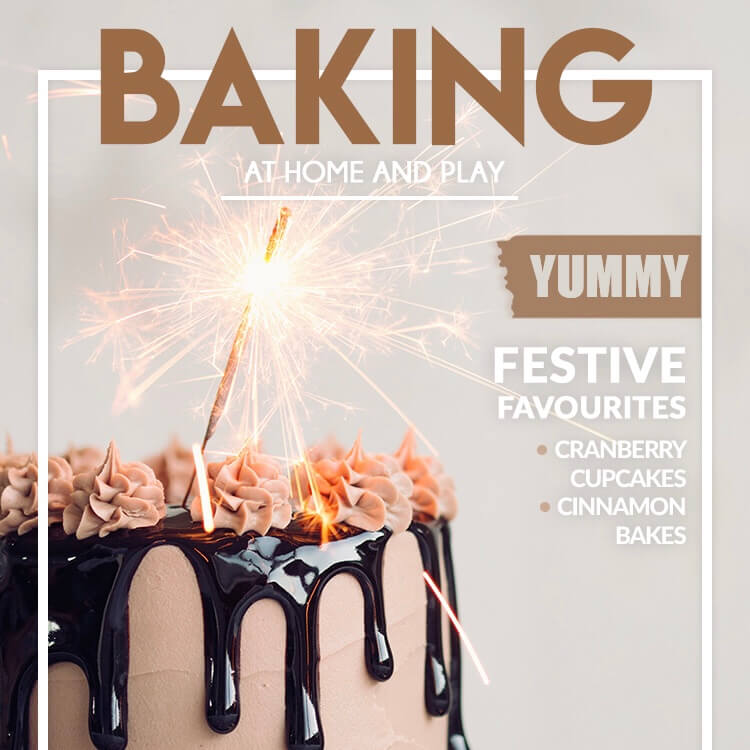 BAKING
AT HOME AND PLAY
YUMMY
FESTIVE
FAVOURITES
• CRANBERRY
CUPCAKES
• CINNAMON
BAKES